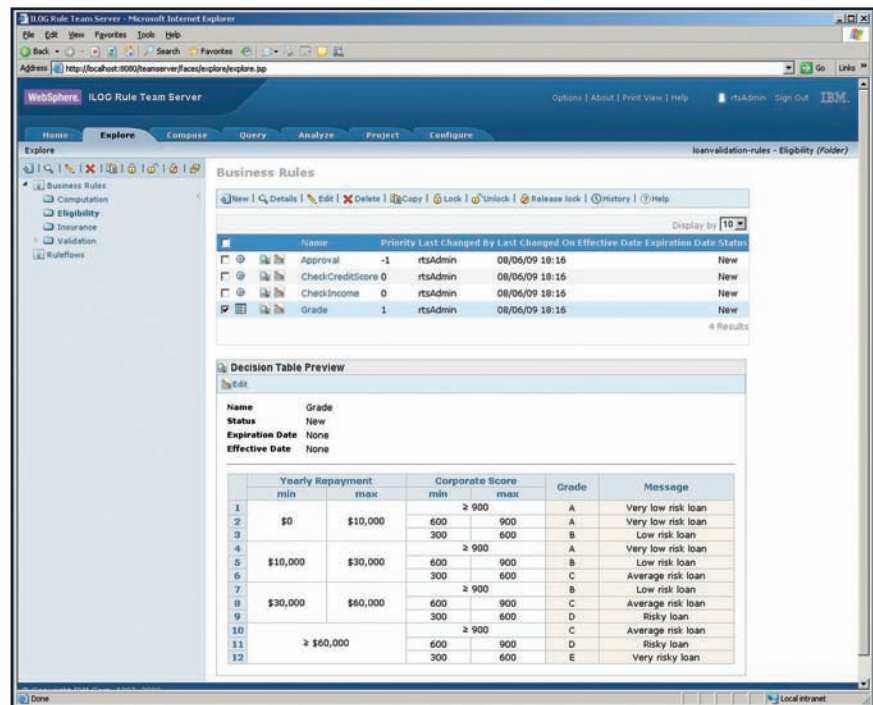 ILOG Rule Team Server - Microsoft Internet Explorer
File Edit View Favorites Tools Help
Back Search Favorites
Address http://localhost:8080/teamserver/faces/explore/explore.jsp Go Links »
WebSphere. ILOG Rule Team Server Options | About | Print View | Help rtsAdmin Sign Out IBM.
Home Explore Compose Query Analyze Project Configure
Explore loanvalidation-rules - Eligibility (Folder)
Business Rules
Computation
Eligibility
Insurance
Validation
Ruleflows
Business Rules
New | Details | Edit | Delete | Copy | Lock | Unlock | Release lock | History | Help
Display by 10
Name Priority Last Changed By Last Changed On Effective Date Expiration Date Status
Approval -1 rtsAdmin 08/06/09 18:16 New
CheckCreditScore 0 rtsAdmin 08/06/09 18:16 New
CheckIncome 0 rtsAdmin 08/06/09 18:16 New
Grade 1 rtsAdmin 08/06/09 18:16 New
4 Results
Decision Table Preview
Edit
Name Grade
Status New
Expiration Date None
Effective Date None
Yearly Repayment Corporate Score Grade Message
min max min max
1 ≥ 900 A Very low risk loan
2 $0 $10,000 600 900 A Very low risk loan
3 300 600 B Low risk loan
4 ≥ 900 A Very low risk loan
5 $10,000 $30,000 600 900 B Low risk loan
6 300 600 C Average risk loan
7 ≥ 900 B Low risk loan
8 $30,000 $60,000 600 900 C Average risk loan
9 300 600 D Risky loan
10 ≥ 900 C Average risk loan
11 ≥ $60,000 600 900 D Risky loan
12 300 600 E Very risky loan
Done Local intranet